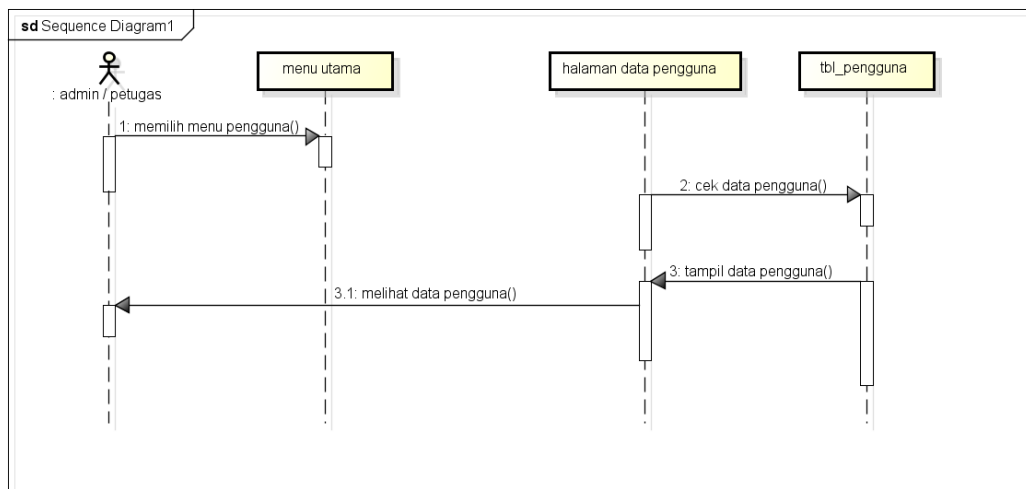 sd Sequence Diagram1
menu utama
halaman data pengguna
tbl_pengguna
: admin / petugas
1: memilih menu pengguna()
2: cek data pengguna()
3: tampil data pengguna()
3.1: melihat data pengguna()